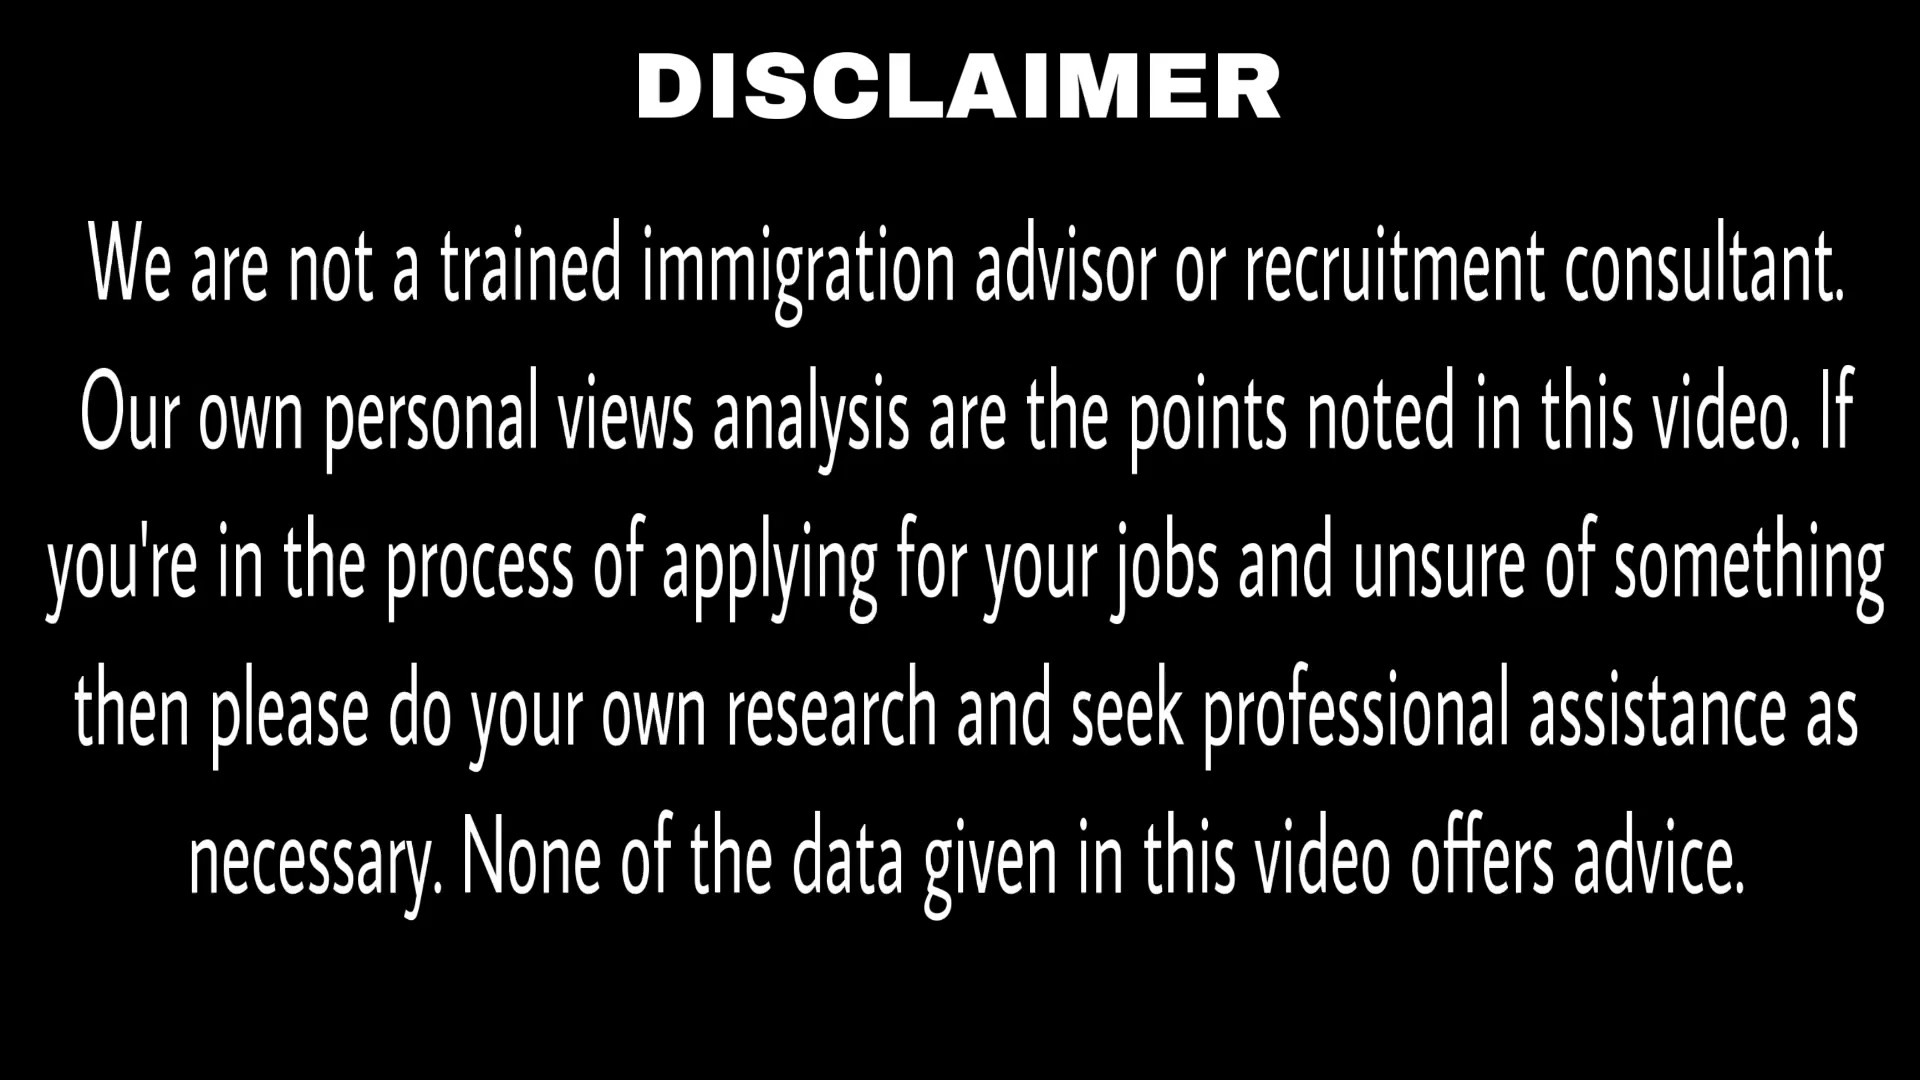 DISCLAIMER
We are not a trained immigration advisor or recruitment consultant.
Our own personal views analysis are the points noted in this video. If
you're in the process of applying for your jobs and unsure of something
then please do your own research and seek professional assistance as
necessary. None of the data given in this video offers advice.